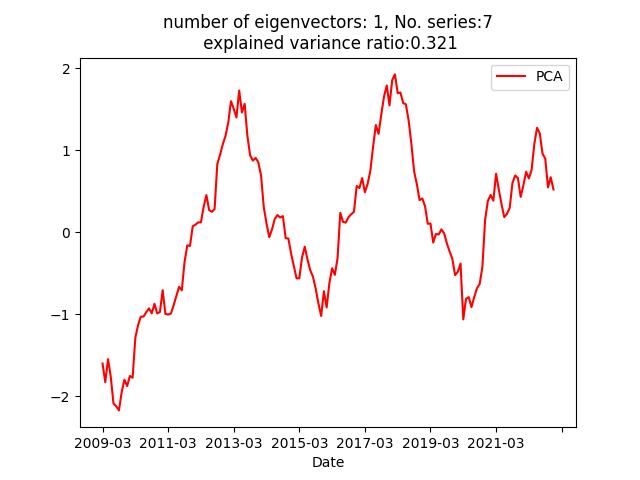 number of eigenvectors: 1, No. series:7
explained variance ratio:0.321
PCA
2
1
0
−1
−2
2009-03 2011-03 2013-03 2015-03 2017-03 2019-03 2021-03
Date